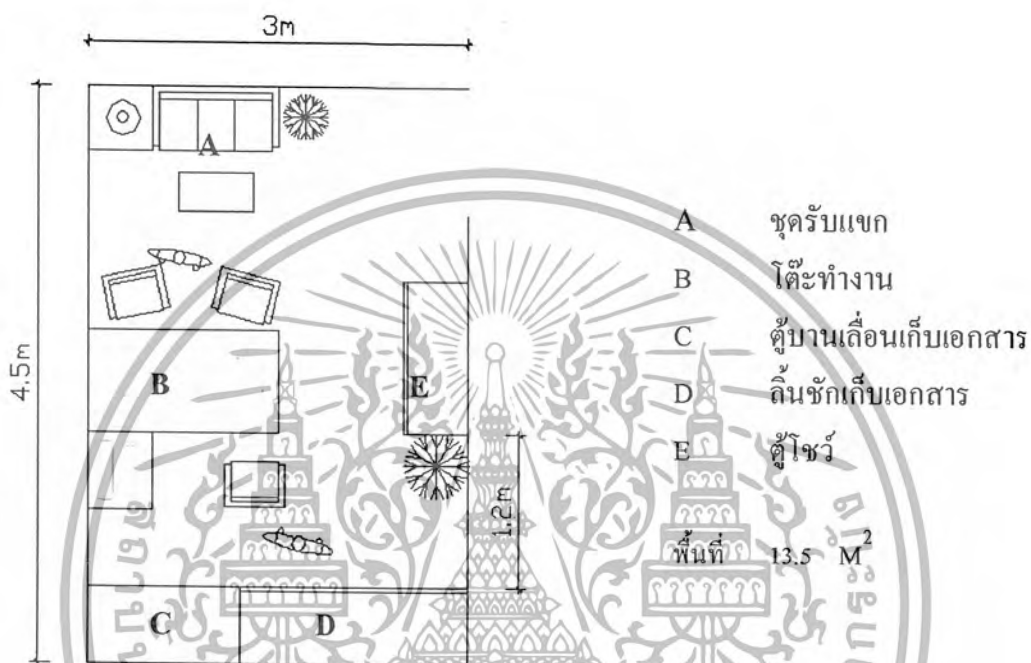 3m
4.5m
A
B
C
D
E
1.2m
A ชุดรับแขก
B โต๊ะทำงาน
C ตู้บานเลื่อนเก็บเอกสาร
D ลิ้นชักเก็บเอกสาร
E ตู้โชว์
พื้นที่ 13.5 M²